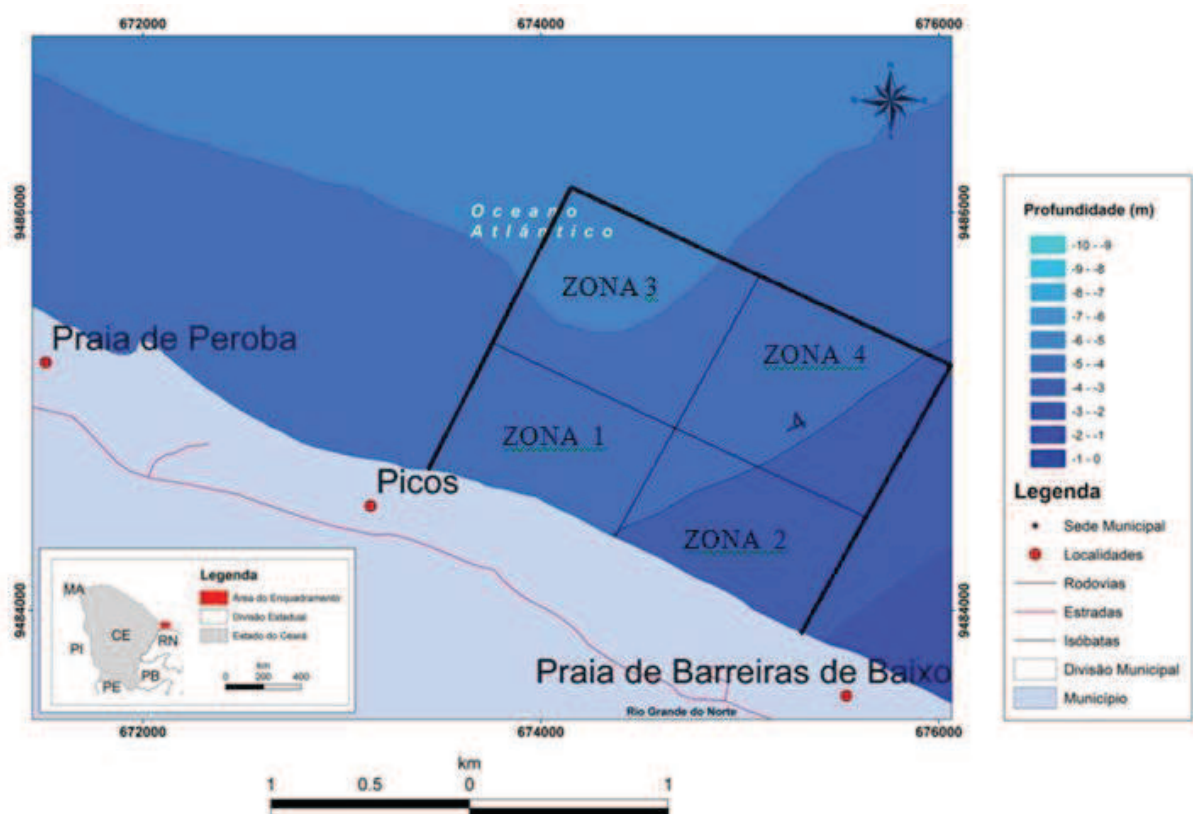 672000 674000 676000
9486000 9486000
Oceano
Atlántico
ZONA 3
Praia de Peroba
ZONA 4
-4
ZONA 1
Picos
ZONA 2
9484000 9484000
Praia de Barreiras de Baixo
Rio Grande do Norte
672000 674000 676000
MA
CE
RN
PI
PB
PE
Legenda
Área do Enquadramento
Divisão Estadual
Estado do Ceará
km
0 200 400
km
1 0.5 0 1
Profundidade (m)
-10 - -9
-9 - -8
-8 - -7
-7 - -6
-6 - -5
-5 - -4
-4 - -3
-3 - -2
-2 - -1
-1 - 0
Legenda
Sede Municipal
Localidades
Rodovias
Estradas
Isóbatas
Divisão Municipal
Município